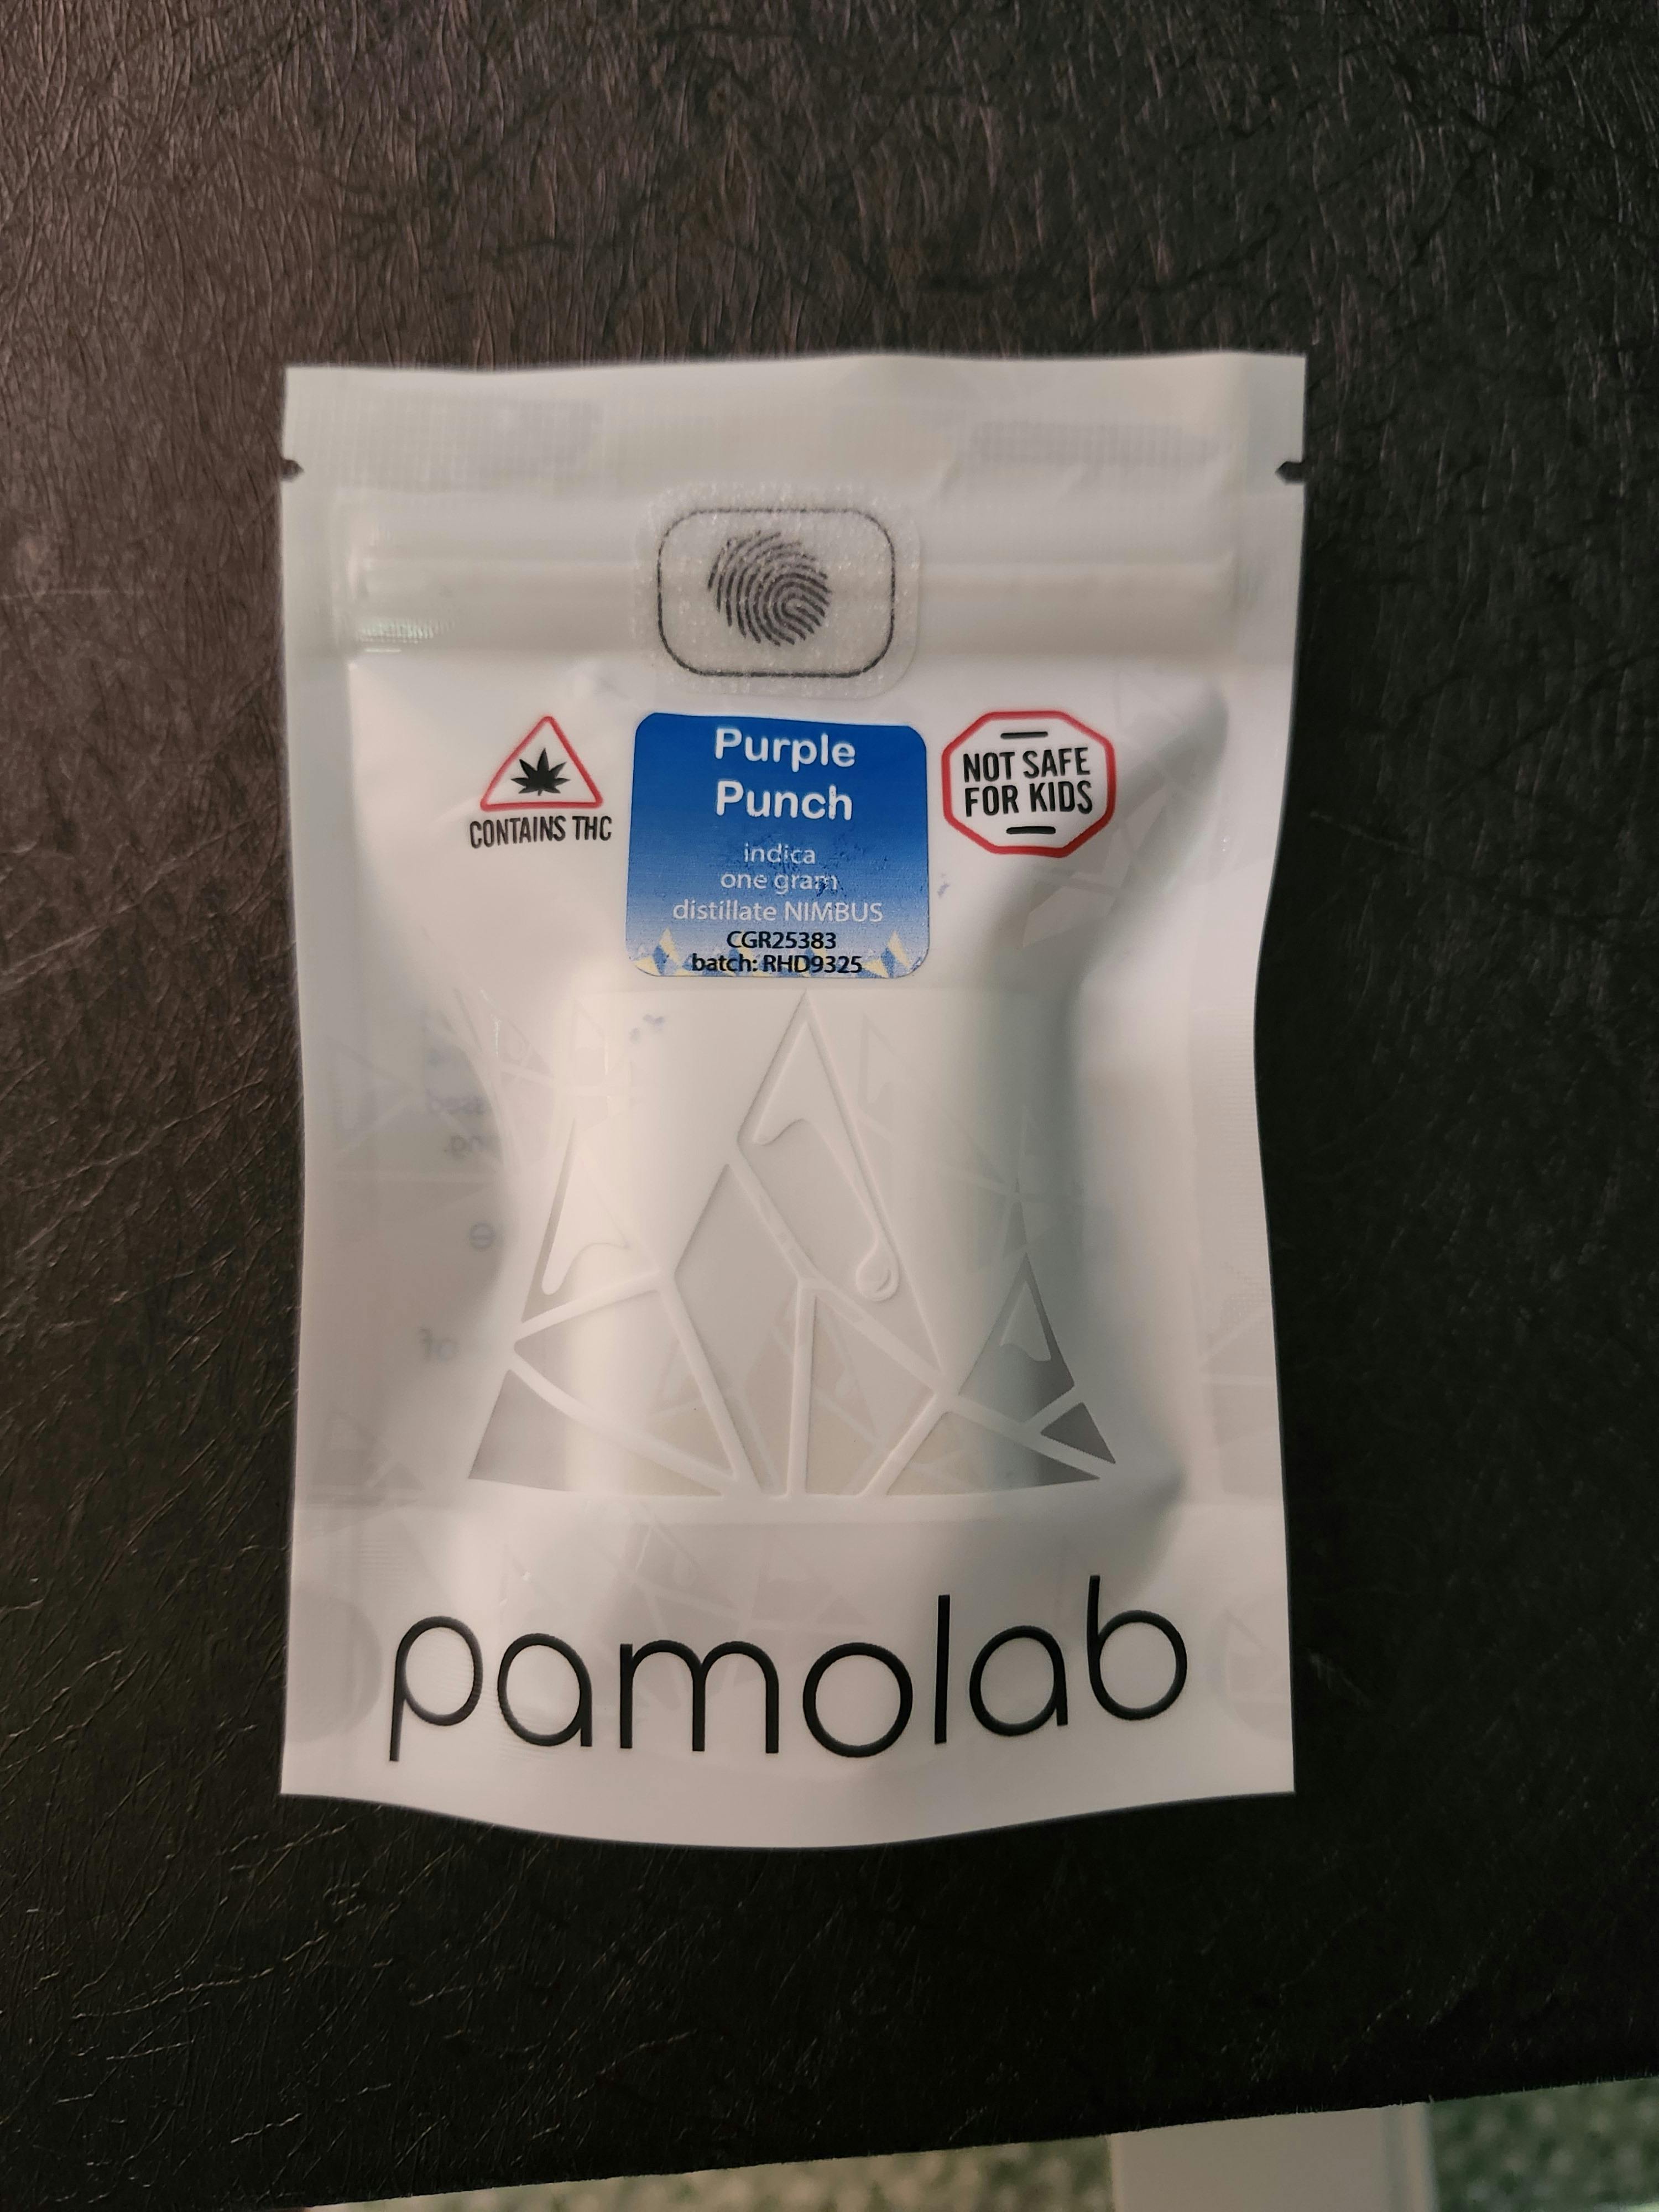 Purple
Punch
indica
one gram
distillate NIMBUS
CGR25383
batch: RHD9325
CONTAINS THC
NOT SAFE
FOR KIDS
pamolab